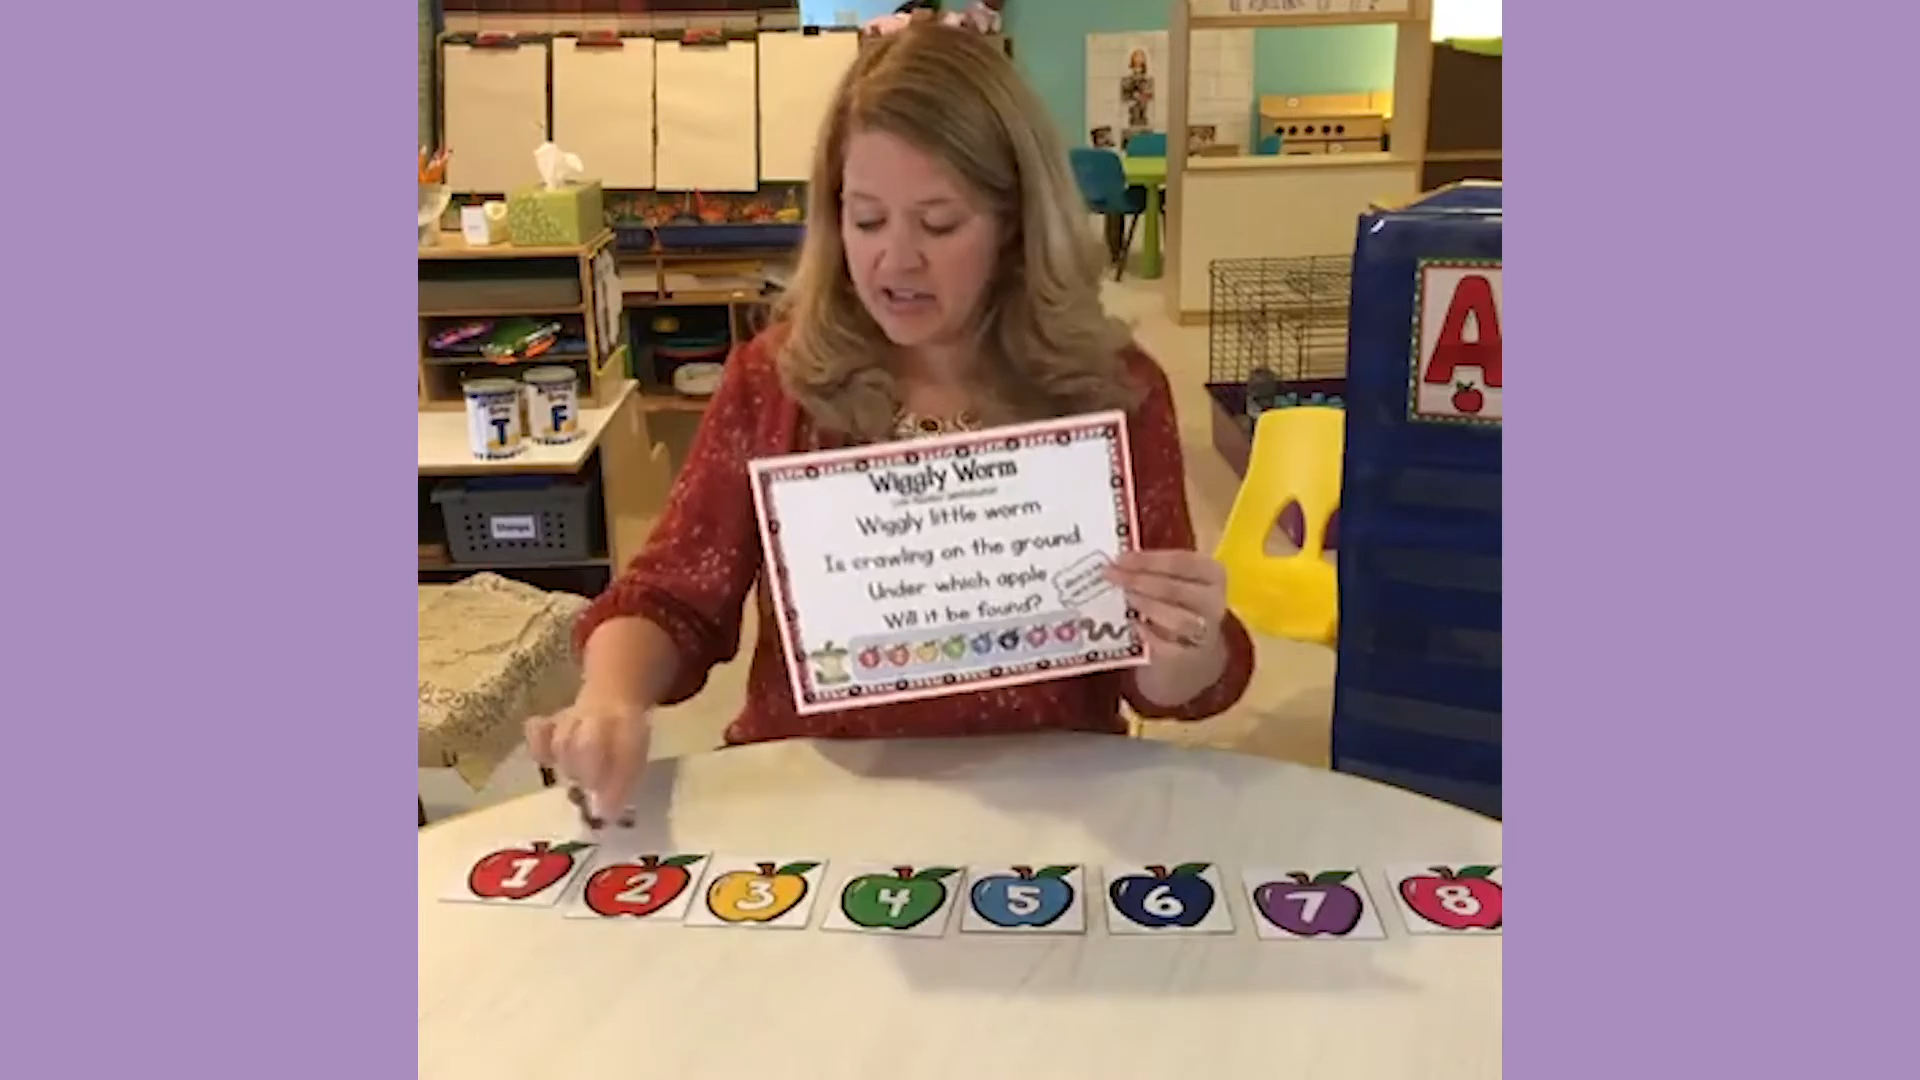 A
T
F
Wiggly Worm
Wiggly little worm
Is crawling on the ground.
Under which apple
Will it be found?
1 2 3 4 5 6 7 8